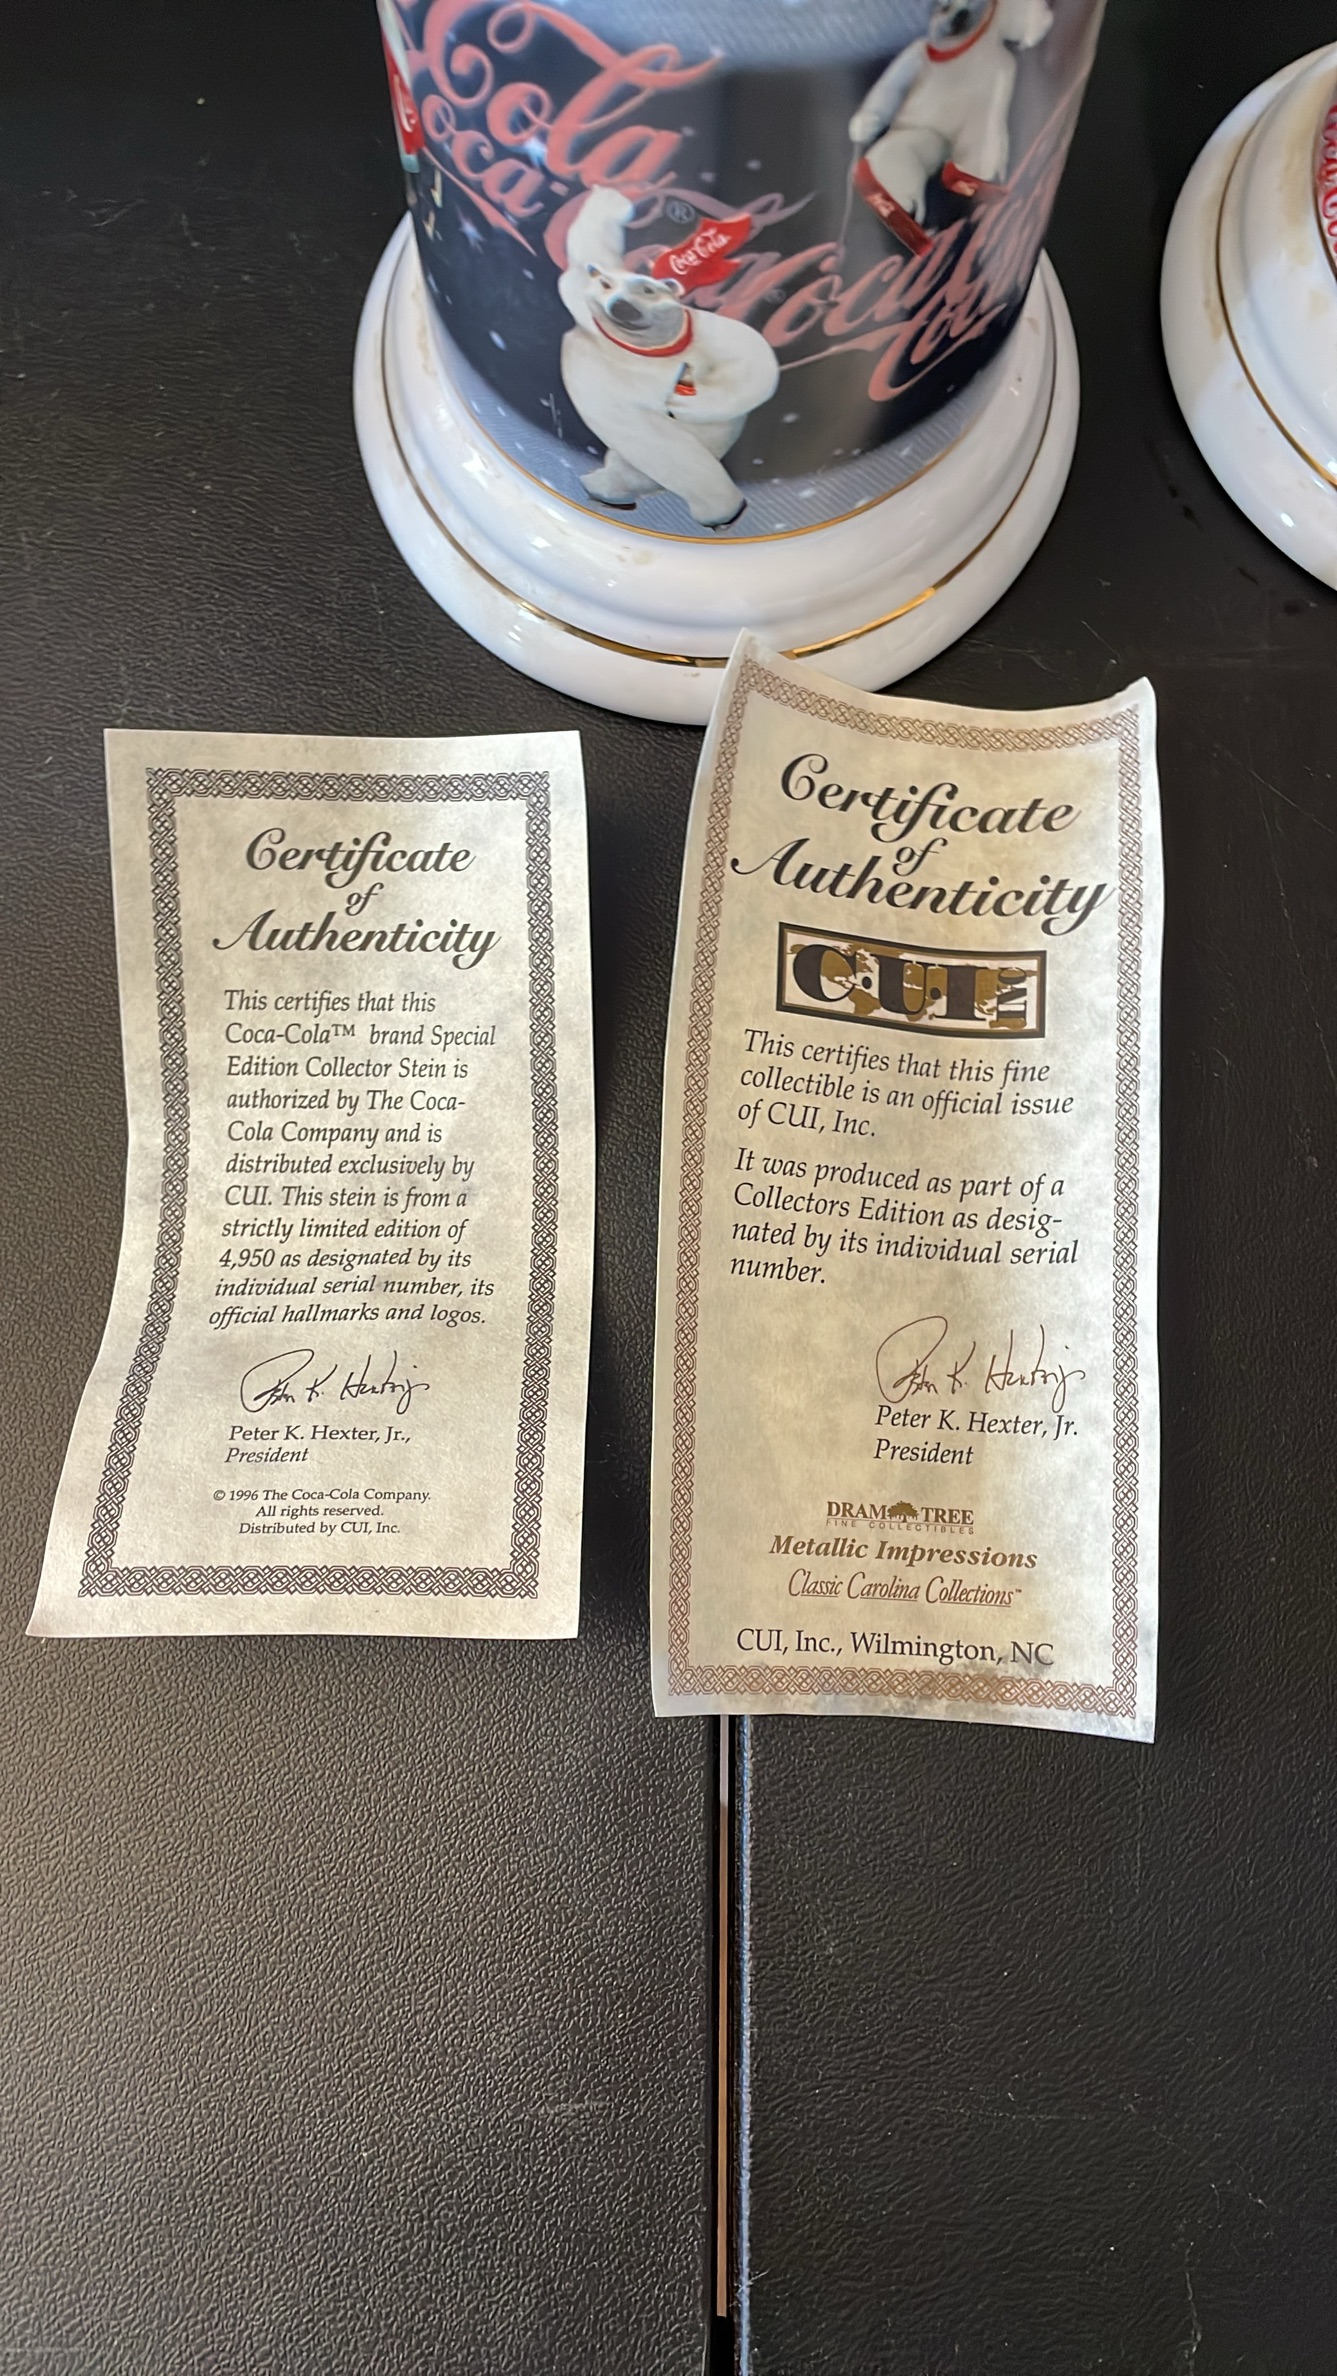 Cola
Coca-
®
Coca-Cola
Coca-Cola
Certificate
of
Authenticity
This certifies that this
Coca-Cola™ brand Special
Edition Collector Stein is
authorized by The Coca-
Cola Company and is
distributed exclusively by
CUI. This stein is from a
strictly limited edition of
4,950 as designated by its
individual serial number, its
official hallmarks and logos.
Peter K. Hexter, Jr.,
President
© 1996 The Coca-Cola Company.
All rights reserved.
Distributed by CUI, Inc.
Certificate
of
Authenticity
C.U.I INC
This certifies that this fine
collectible is an official issue
of CUI, Inc.
It was produced as part of a
Collectors Edition as desig-
nated by its individual serial
number.
Peter K. Hexter, Jr.
President
DRAM TREE
FINE COLLECTIBLES
Metallic Impressions
Classic Carolina Collections™
CUI, Inc., Wilmington, NC